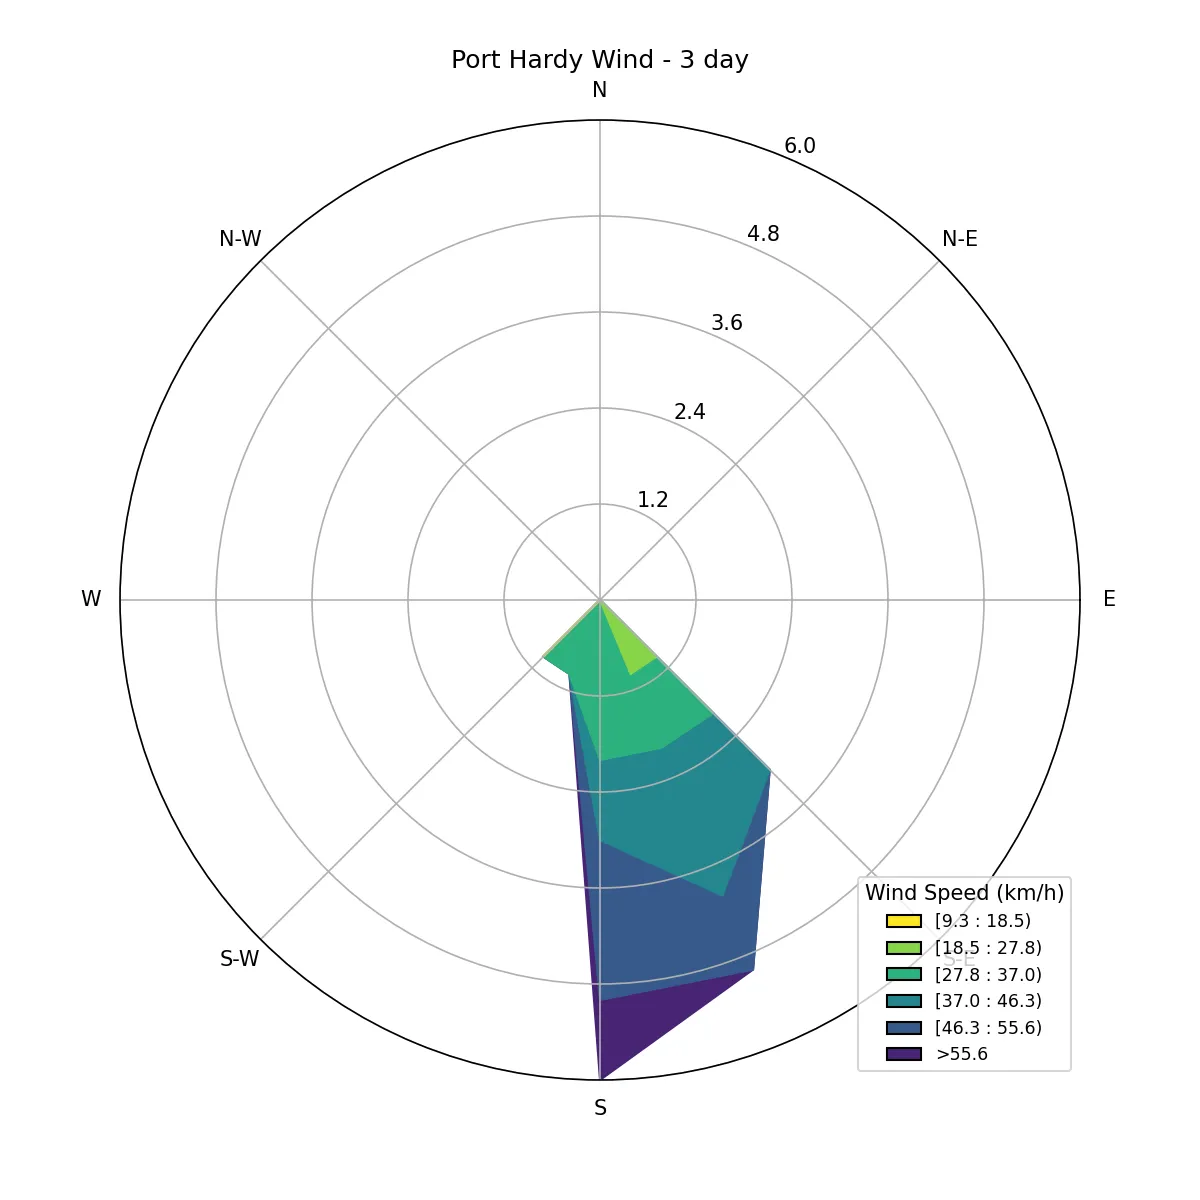 Port Hardy Wind - 3 day
N
6.0
4.8
N-W
N-E
3.6
2.4
1.2
W
E
Wind Speed (km/h)
[9.3 : 18.5)
[18.5 : 27.8)
S-W
S-E
[27.8 : 37.0)
[37.0 : 46.3)
[46.3 : 55.6)
>55.6
S